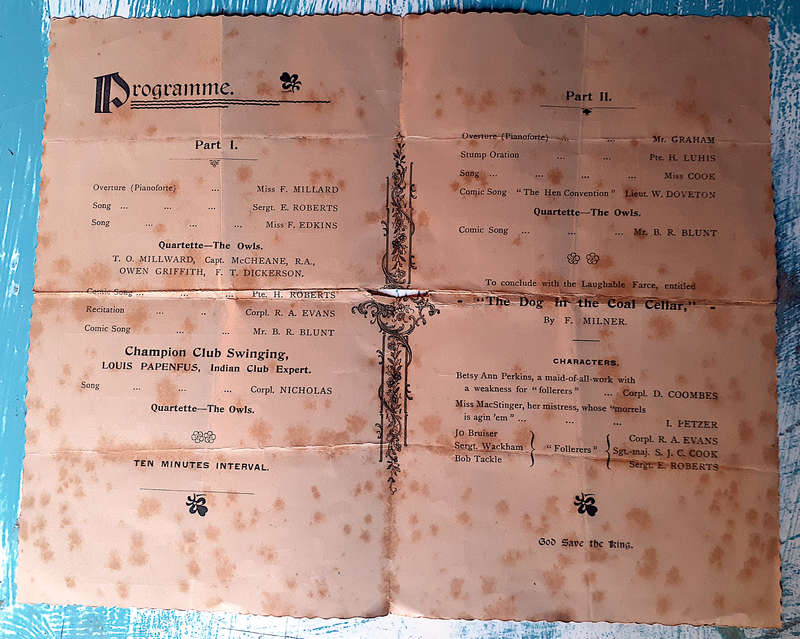 Programme.
Part I.
Overture (Pianoforte) ... Miss F. MILLARD
Song ... ... ... Sergt. E. ROBERTS
Song ... ... ... Miss F. EDKINS
Quartette—The Owls.
T. O. MILLWARD, Capt. McCHEANE, R.A.,
OWEN GRIFFITH, F. T. DICKERSON.
Comic Song ... ... Pte. H. ROBERTS
Recitation ... .. Corpl. R. A. EVANS
Comic Song ... ... Mr. B. R. BLUNT
Champion Club Swinging,
LOUIS PAPENFUS, Indian Club Expert.
Song ... ... ... Corpl. NICHOLAS
Quartette—The Owls.
TEN MINUTES INTERVAL.
Part II.
Overture (Pianoforte) ... ... Mr. GRAHAM
Stump Oration ... ... Pte. H. LUHIS
Song ... ... ... ... Miss COOK
Comic Song "The Hen Convention" Lieut. W. DOVETON
Quartette—The Owls.
Comic Song ... ... ... Mr. B. R. BLUNT
To conclude with the Laughable Farce, entitled
- "The Dog in the Coal Cellar," -
By F. MILNER.
CHARACTERS.
Betsy Ann Perkins, a maid-of-all-work with
a weakness for "follerers" ... Corpl. D. COOMBES
Miss MacStinger, her mistress, whose "morrels
is agin 'em" ... ... ... I. PETZER
Jo Bruiser Corpl. R. A. EVANS
Sergt. Wackham "Follerers" Sgt.-maj. S. J. C. COOK
Bob Tackle Sergt. E. ROBERTS
God Save the King.